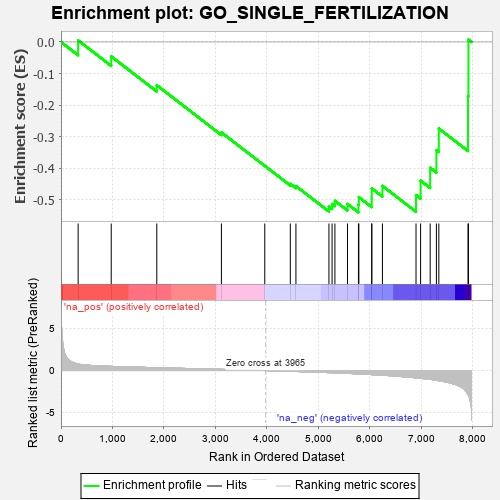 Enrichment plot: GO_SINGLE_FERTILIZATION
Enrichment score (ES)
0.0
-0.1
-0.2
-0.3
-0.4
-0.5
'na_pos' (positively correlated)
Ranked list metric (PreRanked)
5
0
-5
Zero cross at 3965
'na_neg' (negatively correlated)
0 1,000 2,000 3,000 4,000 5,000 6,000 7,000 8,000
Rank in Ordered Dataset
Enrichment profile Hits Ranking metric scores